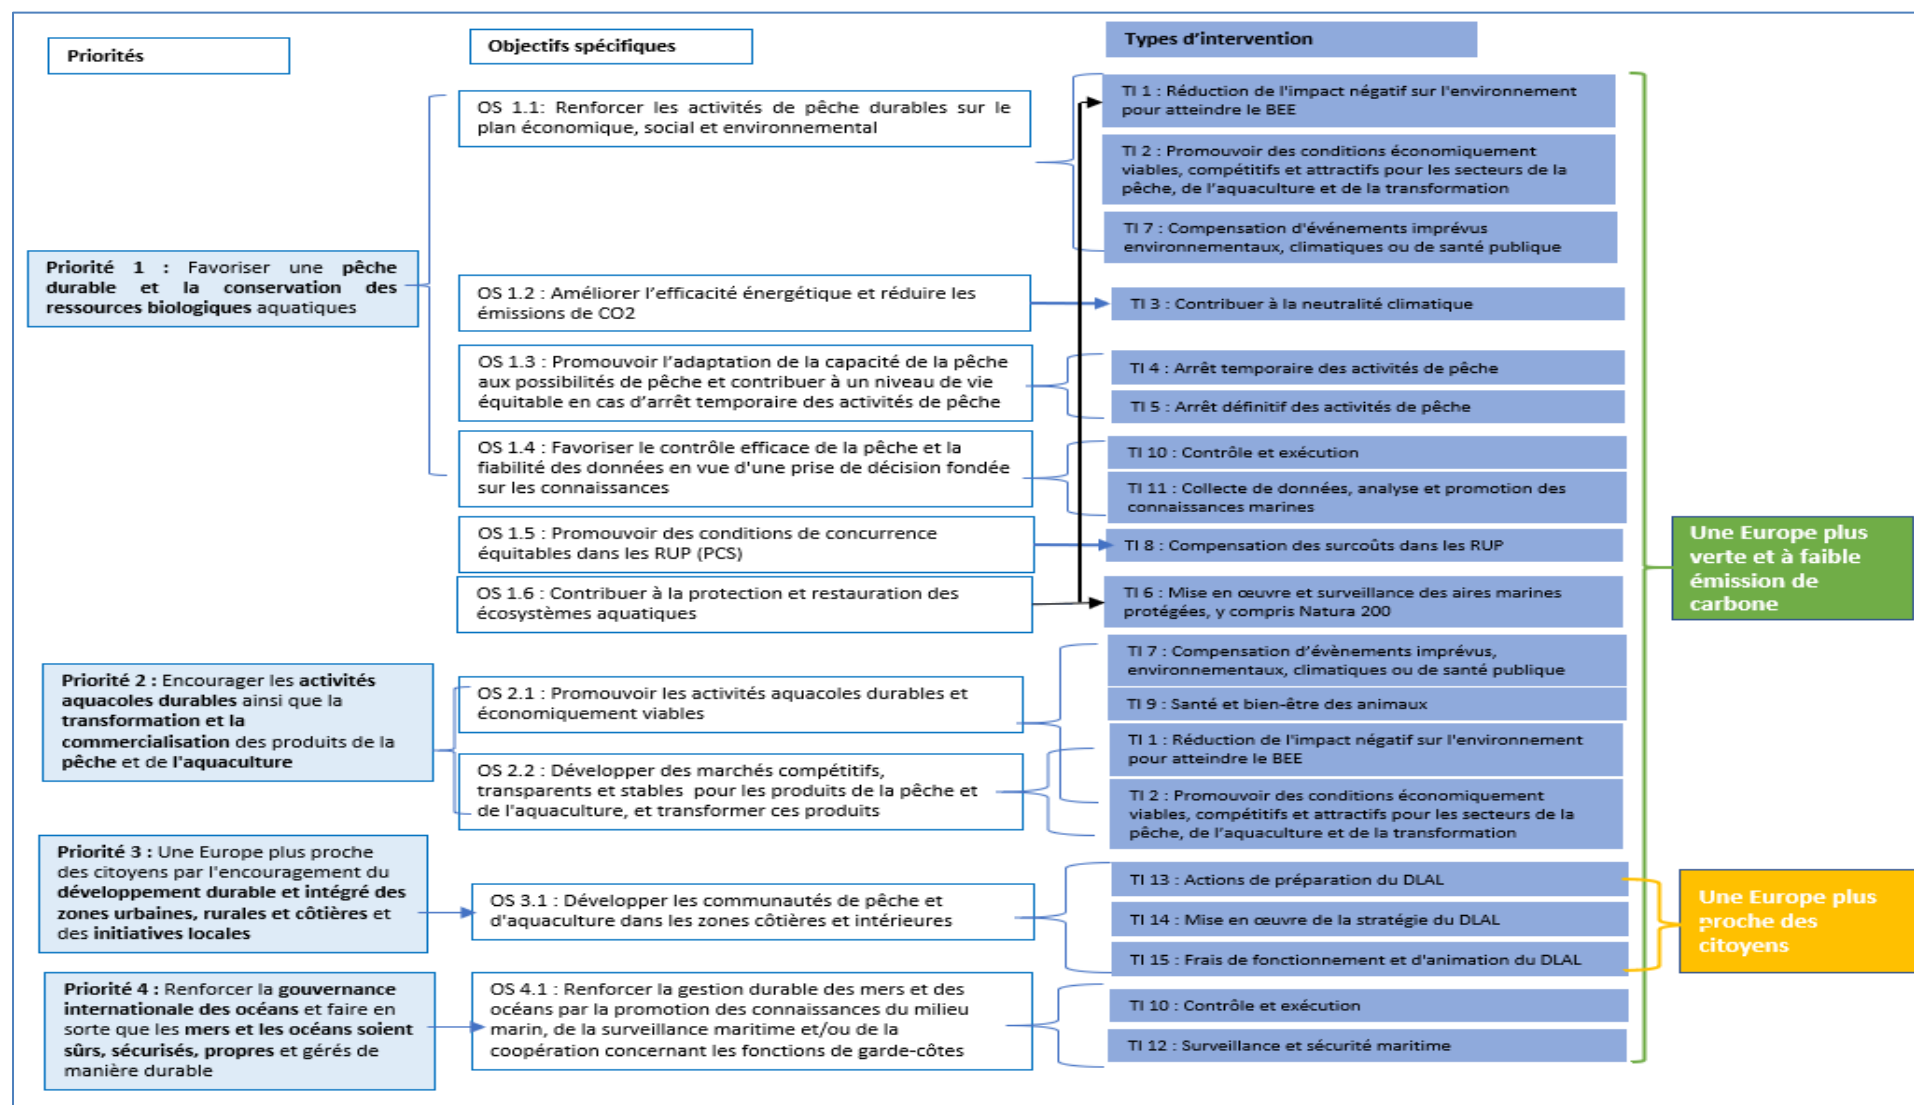 Priorités
Objectifs spécifiques
Types d'intervention
Priorité 1 : Favoriser une pêche
durable et la conservation des
ressources biologiques aquatiques
OS 1.1: Renforcer les activités de pêche durables sur le
plan économique, social et environnemental
TI 1 : Réduction de l'impact négatif sur l'environnement
pour atteindre le BEE
TI 2 : Promouvoir des conditions économiquement
viables, compétitifs et attractifs pour les secteurs de la
pêche, de l'aquaculture et de la transformation
TI 7 : Compensation d'événements imprévus
environnementaux, climatiques ou de santé publique
OS 1.2 : Améliorer l'efficacité énergétique et réduire les
émissions de CO2
TI 3 : Contribuer à la neutralité climatique
OS 1.3 : Promouvoir l'adaptation de la capacité de la pêche
aux possibilités de pêche et contribuer à un niveau de vie
équitable en cas d'arrêt temporaire des activités de pêche
TI 4 : Arrêt temporaire des activités de pêche
TI 5 : Arrêt définitif des activités de pêche
OS 1.4 : Favoriser le contrôle efficace de la pêche et la
fiabilité des données en vue d'une prise de décision fondée
sur les connaissances
TI 10 : Contrôle et exécution
TI 11 : Collecte de données, analyse et promotion des
connaissances marines
OS 1.5 : Promouvoir des conditions de concurrence
équitables dans les RUP (PCS)
TI 8 : Compensation des surcoûts dans les RUP
OS 1.6 : Contribuer à la protection et restauration des
écosystèmes aquatiques
TI 6 : Mise en œuvre et surveillance des aires marines
protégées, y compris Natura 200
Priorité 2 : Encourager les activités
aquacoles durables ainsi que la
transformation et la
commercialisation des produits de la
pêche et de l'aquaculture
OS 2.1 : Promouvoir les activités aquacoles durables et
économiquement viables
TI 7 : Compensation d'évènements imprévus,
environnementaux, climatiques ou de santé publique
TI 9 : Santé et bien-être des animaux
OS 2.2 : Développer des marchés compétitifs,
transparents et stables pour les produits de la pêche et
de l'aquaculture, et transformer ces produits
TI 1 : Réduction de l'impact négatif sur l'environnement
pour atteindre le BEE
TI 2 : Promouvoir des conditions économiquement
viables, compétitifs et attractifs pour les secteurs de la
pêche, de l'aquaculture et de la transformation
Une Europe plus
verte et à faible
émission de
carbone
Priorité 3 : Une Europe plus proche
des citoyens par l'encouragement du
développement durable et intégré des
zones urbaines, rurales et côtières et
des initiatives locales
OS 3.1 : Développer les communautés de pêche et
d'aquaculture dans les zones côtières et intérieures
TI 13 : Actions de préparation du DLAL
TI 14 : Mise en œuvre de la stratégie du DLAL
TI 15 : Frais de fonctionnement et d'animation du DLAL
Une Europe plus
proche des
citoyens
Priorité 4 : Renforcer la gouvernance
internationale des océans et faire en
sorte que les mers et les océans soient
sûrs, sécurisés, propres et gérés de
manière durable
OS 4.1 : Renforcer la gestion durable des mers et des
océans par la promotion des connaissances du milieu
marin, de la surveillance maritime et/ou de la
coopération concernant les fonctions de garde-côtes
TI 10 : Contrôle et exécution
TI 12 : Surveillance et sécurité maritime